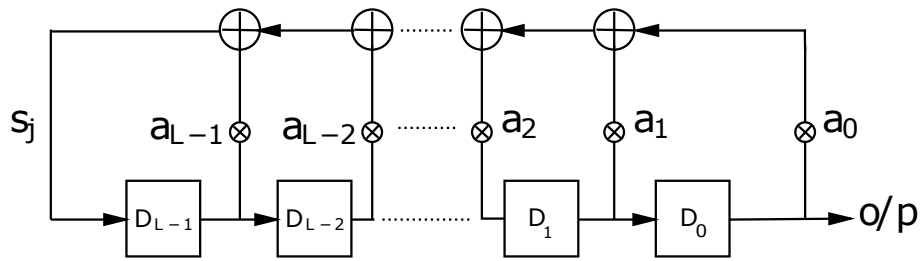 s_j
a_{L-1} a_{L-2} a_2 a_1 a_0
D_{L-1} D_{L-2} D_1 D_0 o/p